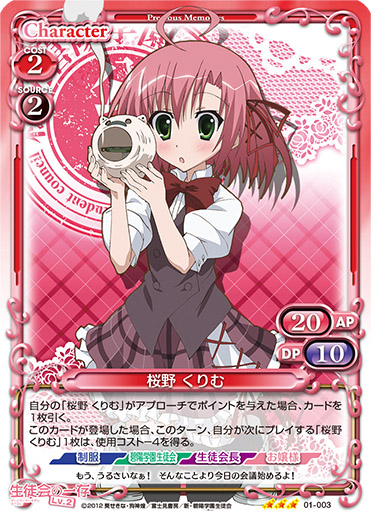 Precious Memories
Character
COST
2
SOURCE
2
student council
20 AP
DP 10
桜野 くりむ
自分の「桜野 くりむ」がアプローチでポイントを与えた場合、カードを
1枚引く。
このカードが登場した場合、このターン、自分が次にプレイする「桜野
くりむ」1枚は、使用コスト-4を得る。
制服 碧陽学園生徒会 生徒会長 お嬢様
もう、うるさいなぁ! そんなことより今日の会議始めるよ!
生徒会の一存
Lv.2
©2012 葵せきな・狗神煌/富士見書房/新・碧陽学園生徒会
01-003